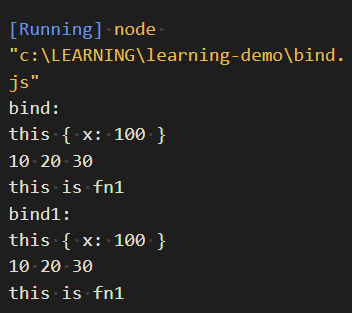 [Running] node
"c:\LEARNING\learning-demo\bind.
js"
bind:
this { x: 100 }
10 20 30
this is fn1
bind1:
this { x: 100 }
10 20 30
this is fn1